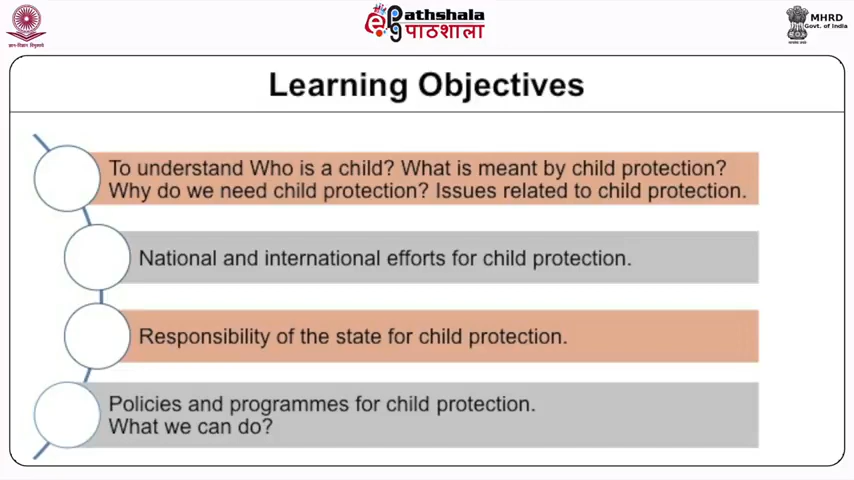 ePathshala
पाठशाला
MHRD
Govt. of India
Learning Objectives
To understand Who is a child? What is meant by child protection?
Why do we need child protection? Issues related to child protection.
National and international efforts for child protection.
Responsibility of the state for child protection.
Policies and programmes for child protection.
What we can do?